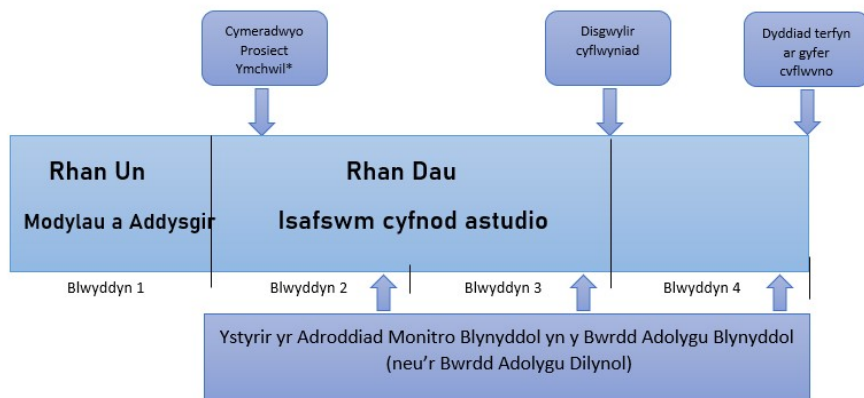 Cymeradwyo
Prosiect
Ymchwil*
Disgwylir
cyflwyniad
Dyddiad terfyn
ar gyfer
cvflwvno
Rhan Un
Modylau a Addysgir
Rhan Dau
Isafswm cyfnod astudio
Blwyddyn 1
Blwyddyn 2
Blwyddyn 3
Blwyddyn 4
Ystyrir yr Adroddiad Monitro Blynyddol yn y Bwrdd Adolygu Blynyddol
(neu’r Bwrdd Adolygu Dilynol)